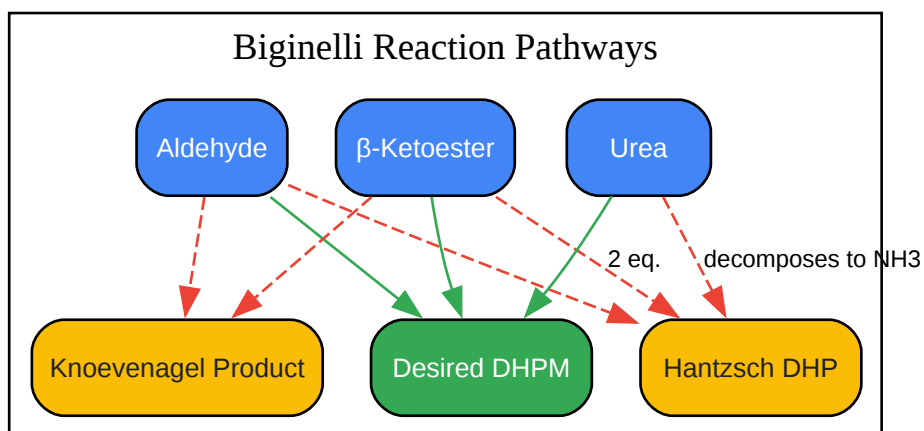 Biginelli Reaction Pathways
Aldehyde
β-Ketoester
Urea
2 eq.
decomposes to NH3
Knoevenagel Product
Desired DHPM
Hantzsch DHP